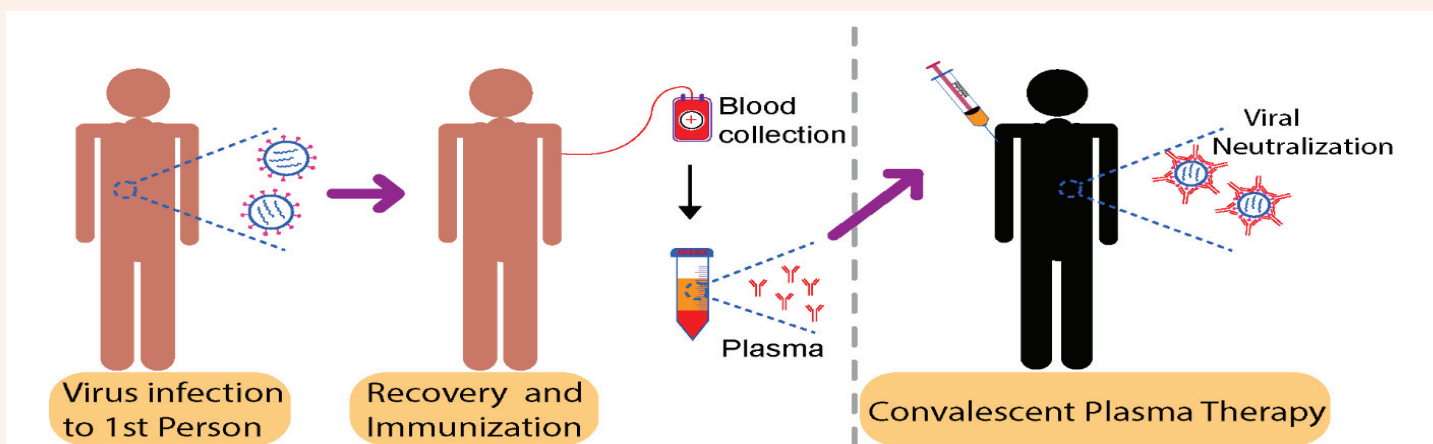 Blood
collection
Plasma
Viral
Neutralization
Virus infection
to 1st Person
Recovery and
Immunization
Convalescent Plasma Therapy